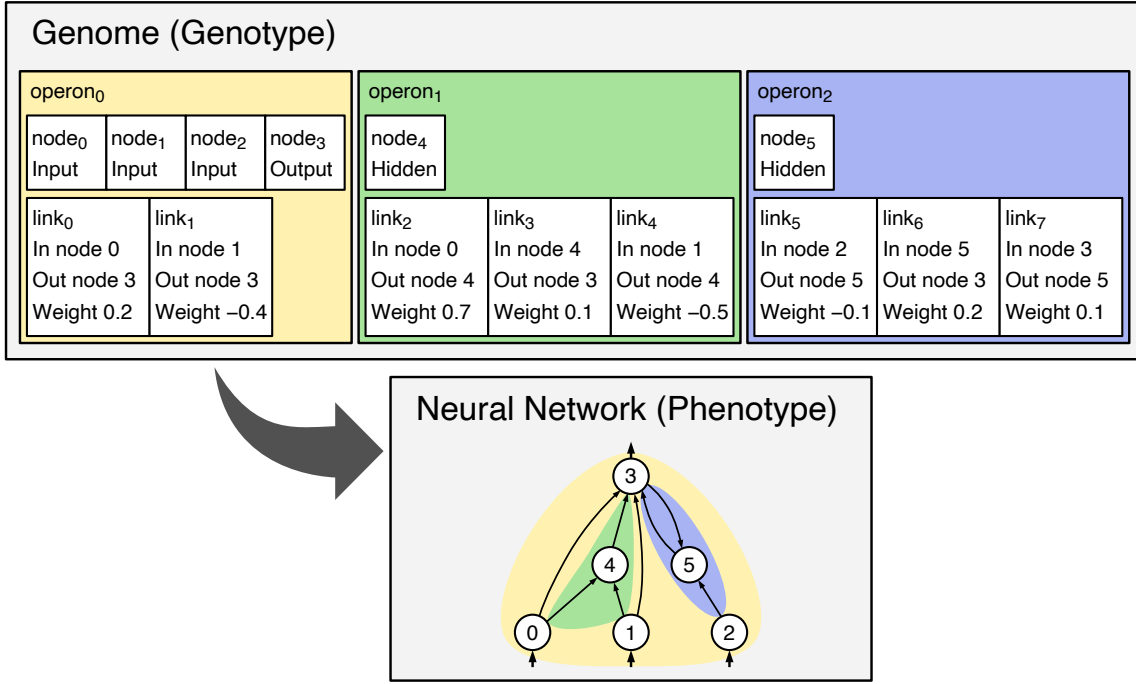 Genome (Genotype)
operon0 operon1 operon2
node0 node1 node2 node3 node4 node5
Input Input Input Output Hidden Hidden
link0 link1 link2 link3 link4 link5 link6 link7
In node 0 In node 1 In node 0 In node 4 In node 1 In node 2 In node 5 In node 3
Out node 3 Out node 3 Out node 4 Out node 3 Out node 4 Out node 5 Out node 3 Out node 5
Weight 0.2 Weight −0.4 Weight 0.7 Weight 0.1 Weight −0.5 Weight −0.1 Weight 0.2 Weight 0.1
Neural Network (Phenotype)
3
4 5
0 1 2